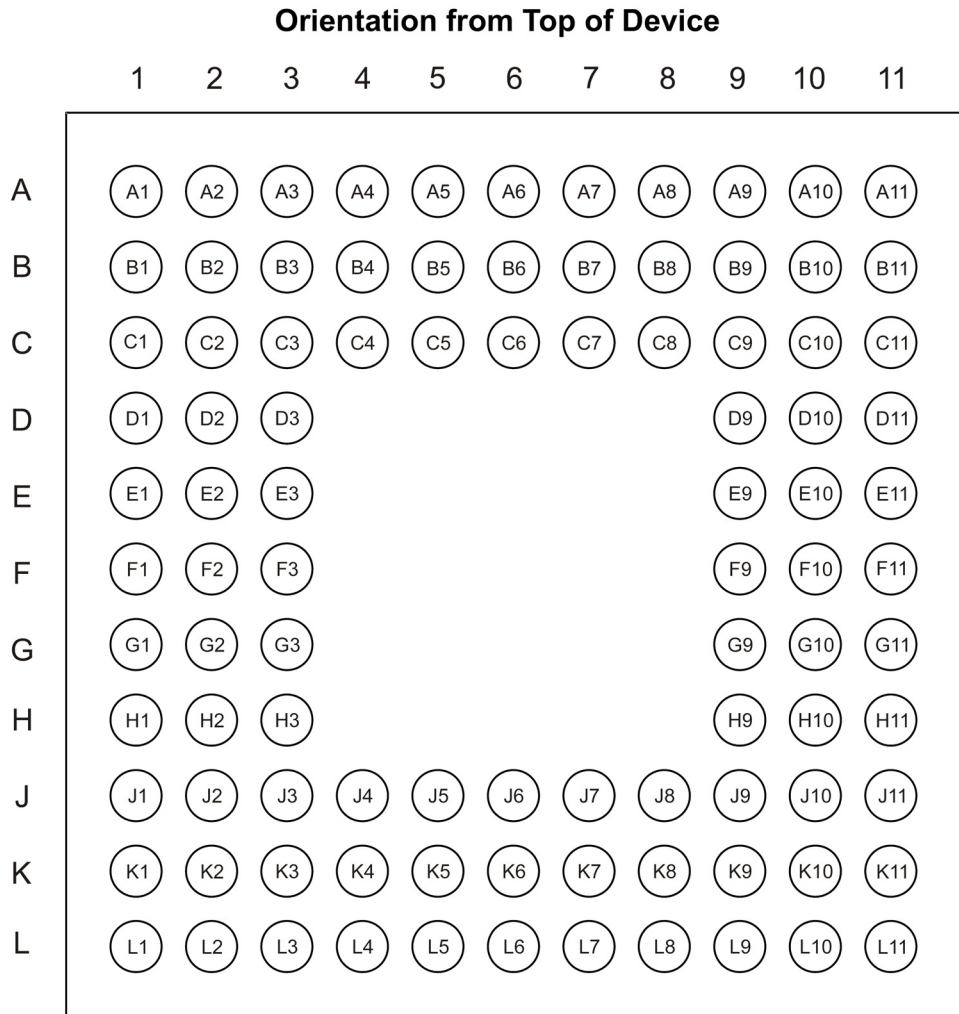 Orientation from Top of Device
1 2 3 4 5 6 7 8 9 10 11
A A1 A2 A3 A4 A5 A6 A7 A8 A9 A10 A11
B B1 B2 B3 B4 B5 B6 B7 B8 B9 B10 B11
C C1 C2 C3 C4 C5 C6 C7 C8 C9 C10 C11
D D1 D2 D3 D9 D10 D11
E E1 E2 E3 E9 E10 E11
F F1 F2 F3 F9 F10 F11
G G1 G2 G3 G9 G10 G11
H H1 H2 H3 H9 H10 H11
J J1 J2 J3 J4 J5 J6 J7 J8 J9 J10 J11
K K1 K2 K3 K4 K5 K6 K7 K8 K9 K10 K11
L L1 L2 L3 L4 L5 L6 L7 L8 L9 L10 L11